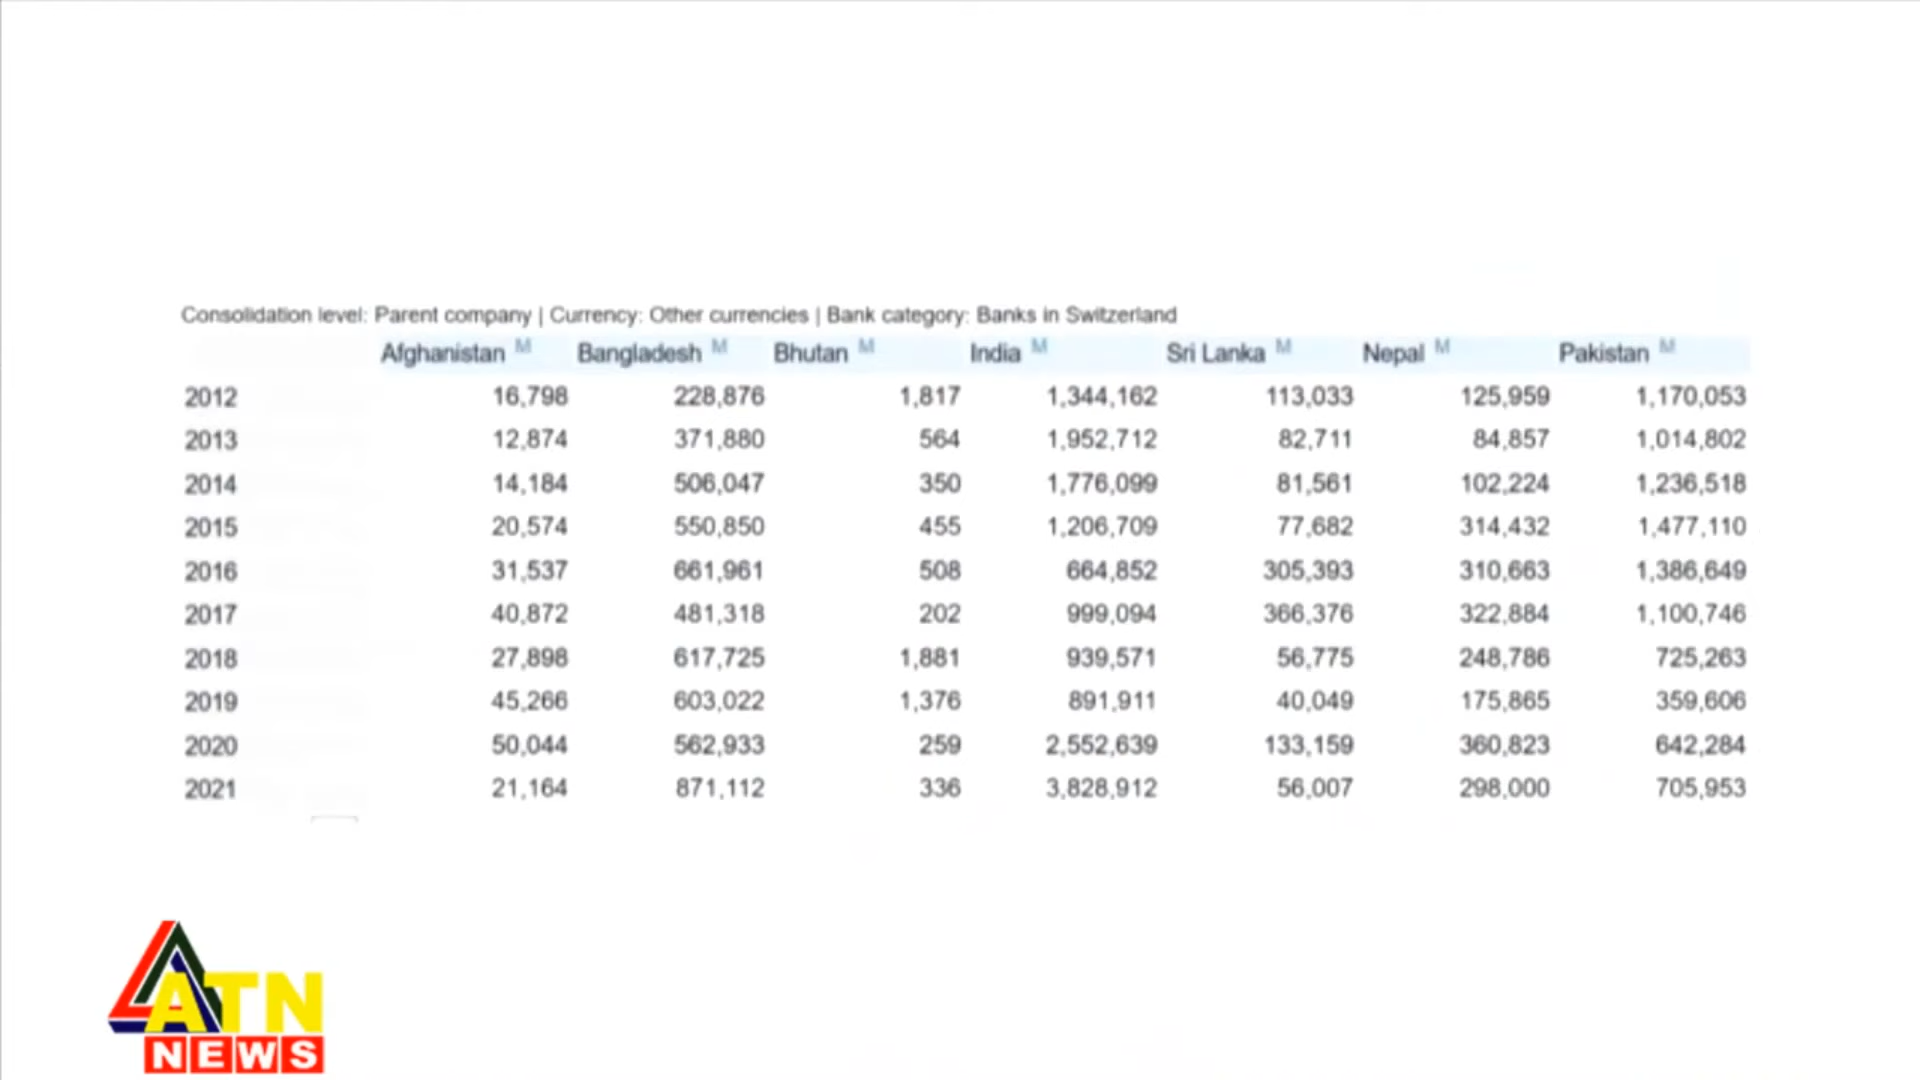 Consolidation level: Parent company | Currency: Other currencies | Bank category: Banks in Switzerland
Afghanistan M Bangladesh M Bhutan M India M Sri Lanka M Nepal M Pakistan M
2012 16,798 228,876 1,817 1,344,162 113,033 125,959 1,170,053
2013 12,874 371,880 564 1,952,712 82,711 84,857 1,014,802
2014 14,184 506,047 350 1,776,099 81,561 102,224 1,236,518
2015 20,574 550,850 455 1,206,709 77,682 314,432 1,477,110
2016 31,537 661,961 508 664,852 305,393 310,663 1,386,649
2017 40,872 481,318 202 999,094 366,376 322,884 1,100,746
2018 27,898 617,725 1,881 939,571 56,775 248,786 725,263
2019 45,266 603,022 1,376 891,911 40,049 175,865 359,606
2020 50,044 562,933 259 2,552,639 133,159 360,823 642,284
2021 21,164 871,112 336 3,828,912 56,007 298,000 705,953
ATN
NEWS